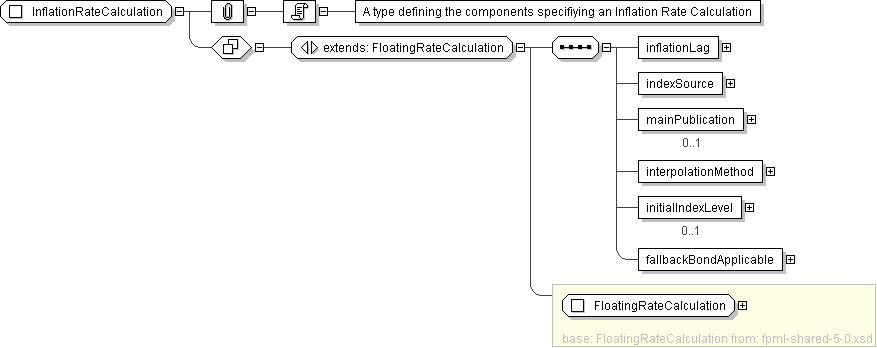 InflationRateCalculation
A type defining the components specifiying an Inflation Rate Calculation
extends: FloatingRateCalculation
inflationLag
indexSource
mainPublication
0..1
interpolationMethod
initialIndexLevel
0..1
fallbackBondApplicable
FloatingRateCalculation
base: FloatingRateCalculation from: fpml-shared-5-0.xsd